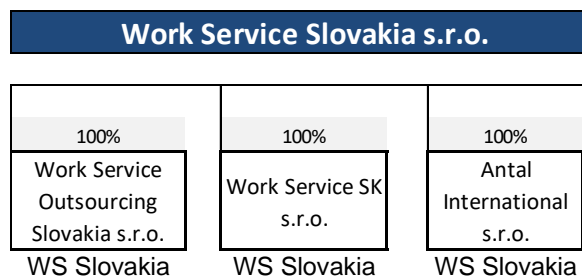 Work Service Slovakia s.r.o.
100% 100% 100%
Work Service
Outsourcing
Slovakia s.r.o.
Work Service SK
s.r.o.
Antal
International
s.r.o.
WS Slovakia WS Slovakia WS Slovakia